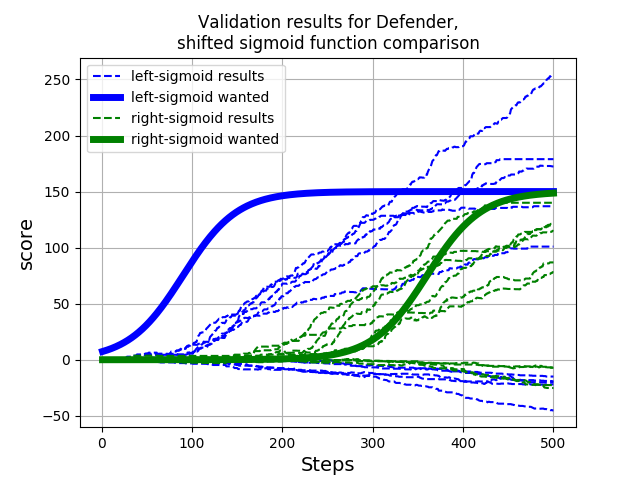 Validation results for Defender,
shifted sigmoid function comparison
left-sigmoid results
left-sigmoid wanted
right-sigmoid results
right-sigmoid wanted
score
250
200
150
100
50
0
−50
0 100 200 300 400 500
Steps